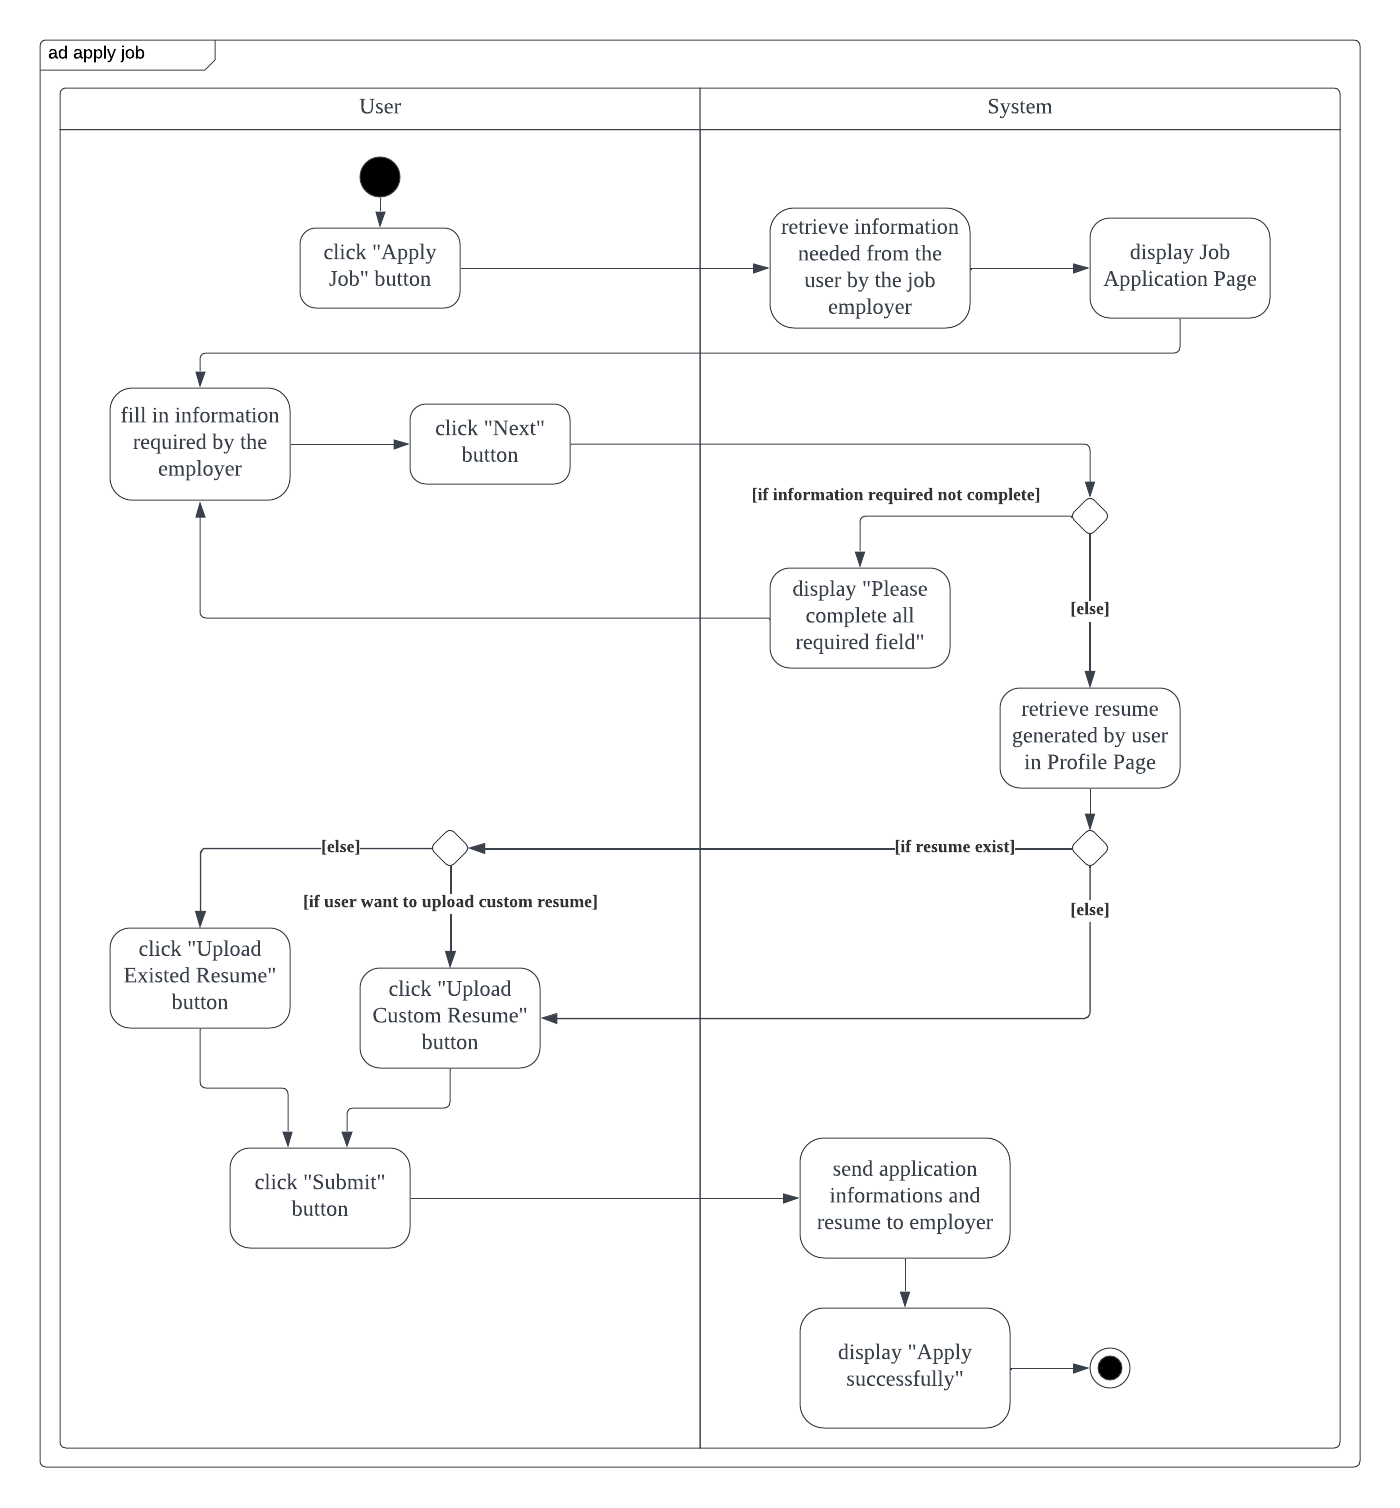 ad apply job
User
System
click "Apply
Job" button
retrieve information
needed from the
user by the job
employer
display Job
Application Page
fill in information
required by the
employer
click "Next"
button
[if information required not complete]
display "Please
complete all
required field"
[else]
retrieve resume
generated by user
in Profile Page
[else]
[if resume exist]
[if user want to upload custom resume]
[else]
click "Upload
Existed Resume"
button
click "Upload
Custom Resume"
button
click "Submit"
button
send application
informations and
resume to employer
display "Apply
successfully"